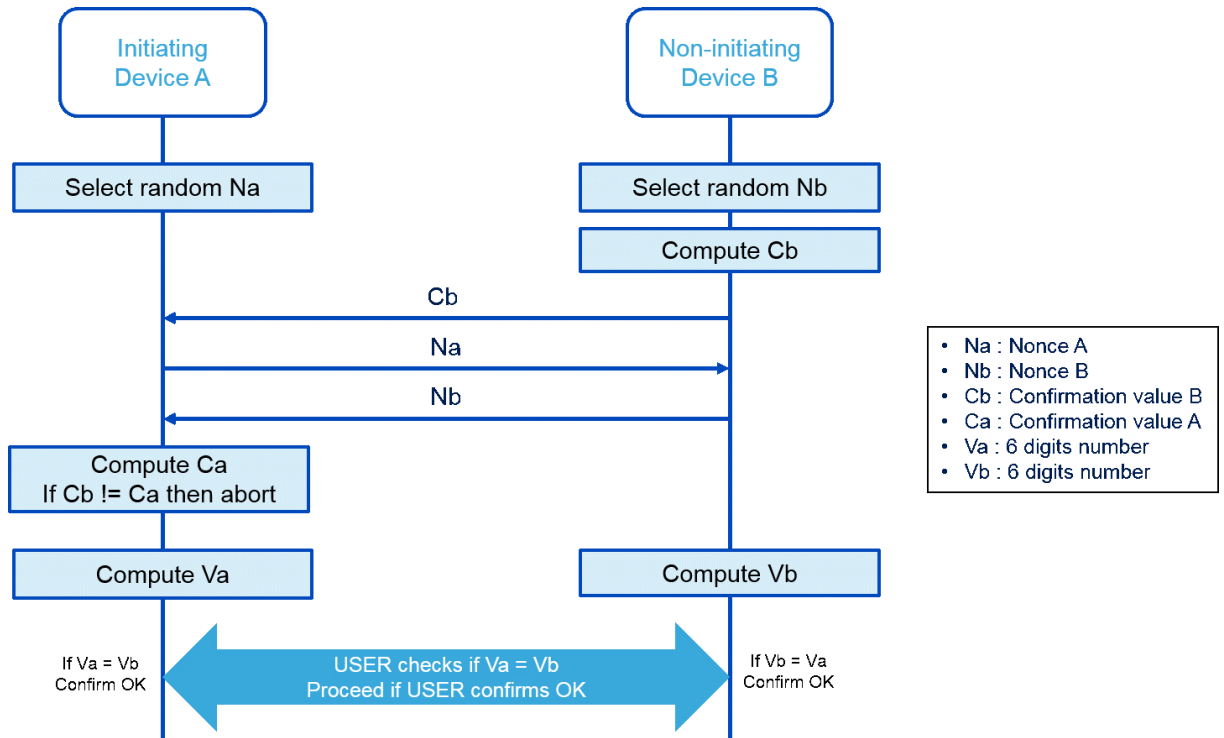 Initiating
Device A
Non-initiating
Device B
Select random Na
Select random Nb
Compute Cb
Cb
Na
Nb
• Na : Nonce A
• Nb : Nonce B
• Cb : Confirmation value B
• Ca : Confirmation value A
• Va : 6 digits number
• Vb : 6 digits number
Compute Ca
If Cb != Ca then abort
Compute Va
Compute Vb
If Va = Vb
Confirm OK
USER checks if Va = Vb
Proceed if USER confirms OK
If Vb = Va
Confirm OK